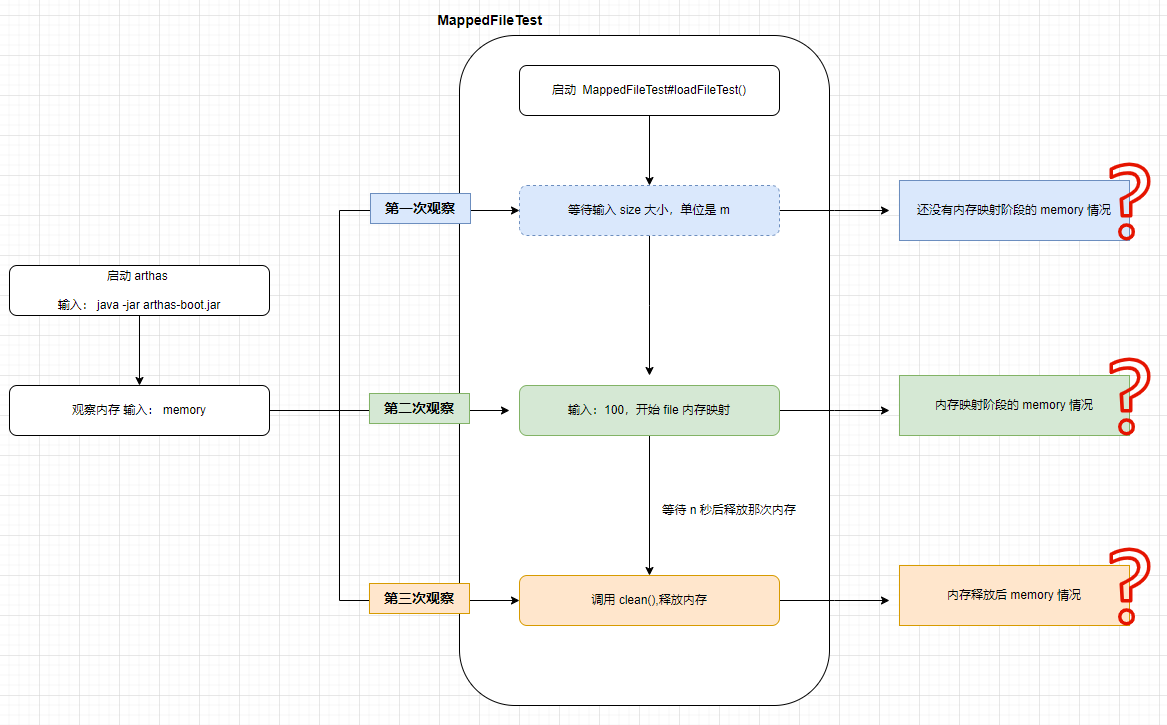 MappedFileTest
启动 MappedFileTest#loadFileTest()
第一次观察
等待输入 size 大小，单位是 m
还没有内存映射阶段的 memory 情况
?
启动 arthas
输入： java -jar arthas-boot.jar
观察内存 输入： memory
第二次观察
输入：100，开始 file 内存映射
内存映射阶段的 memory 情况
?
等待 n 秒后释放那次内存
第三次观察
调用 clean(),释放内存
内存释放后 memory 情况
?